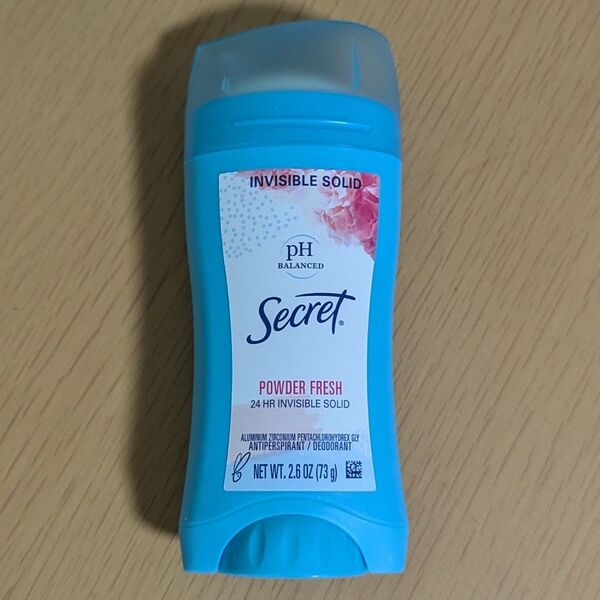 INVISIBLE SOLID
pH
BALANCED
Secret®
POWDER FRESH
24 HR INVISIBLE SOLID
ALUMINUM ZIRCONIUM PENTACHLOROHYDREX GLY
ANTIPERSPIRANT / DEODORANT
NET WT. 2.6 OZ (73 g)